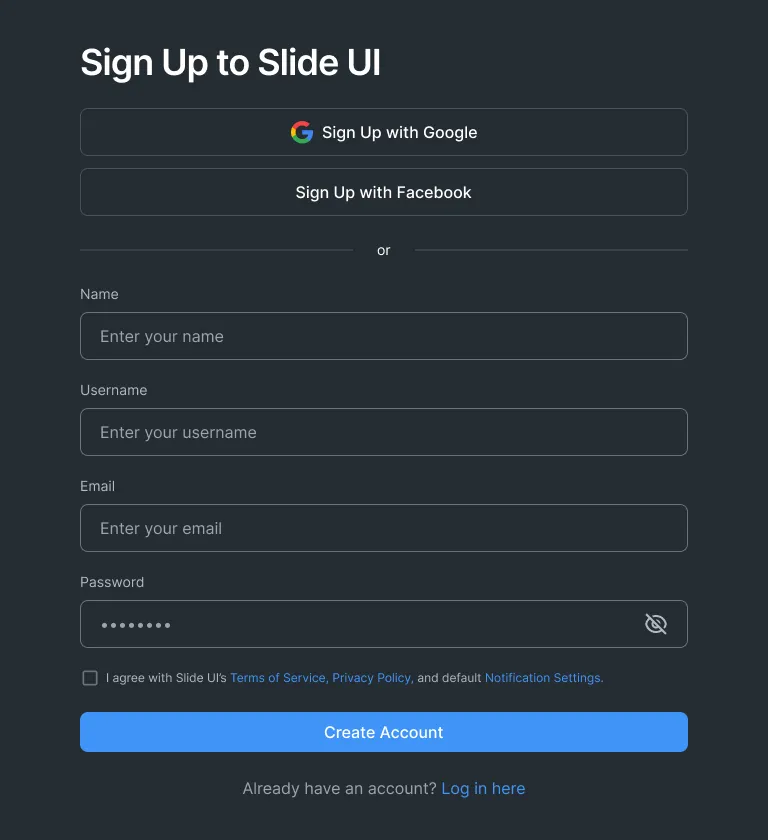 Sign Up to Slide UI
Sign Up with Google
Sign Up with Facebook
or
Name
Enter your name
Username
Enter your username
Email
Enter your email
Password
••••••••
I agree with Slide UI's Terms of Service, Privacy Policy, and default Notification Settings.
Create Account
Already have an account? Log in here